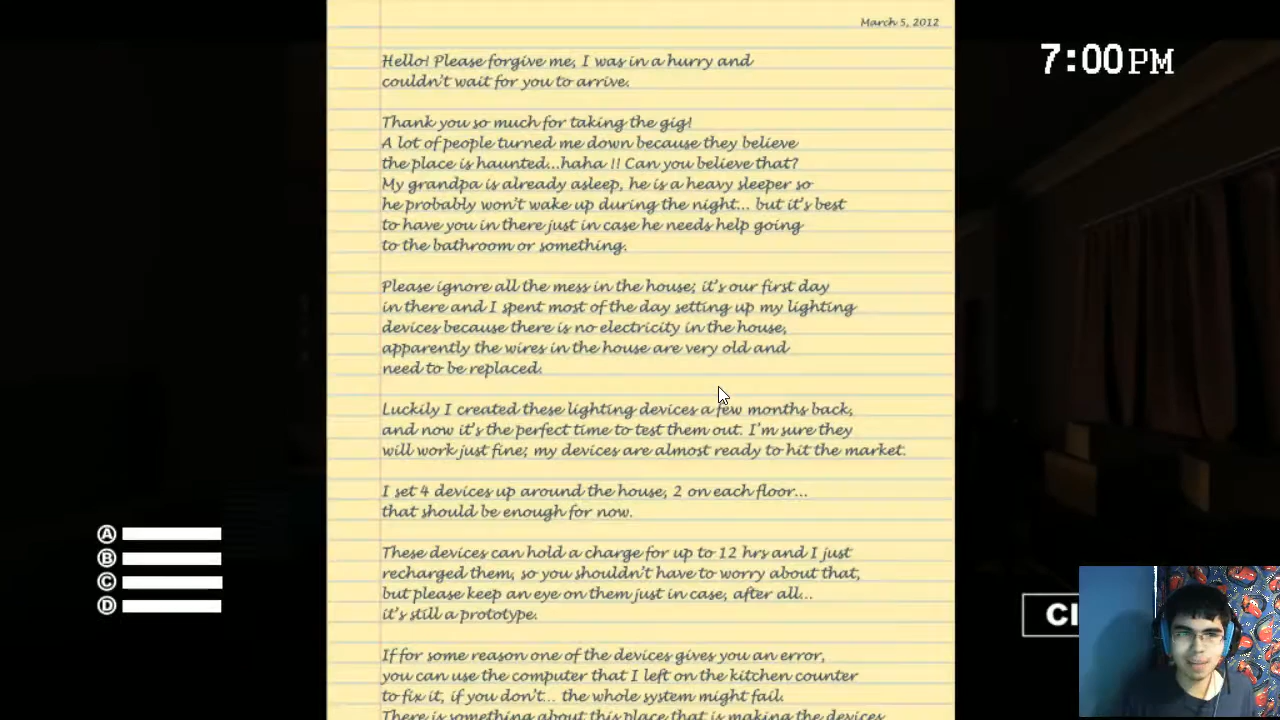 March 5, 2012
7:00 PM
Hello! Please forgive me, I was in a hurry and
couldn't wait for you to arrive.
Thank you so much for taking the gig!
A lot of people turned me down because they believe
the place is haunted...haha !! Can you believe that?
My grandpa is already asleep, he is a heavy sleeper so
he probably won't wake up during the night... but it's best
to have you in there just in case he needs help going
to the bathroom or something.
Please ignore all the mess in the house; it's our first day
in there and I spent most of the day setting up my lighting
devices because there is no electricity in the house,
apparently the wires in the house are very old and
need to be replaced.
Luckily I created these lighting devices a few months back,
and now it's the perfect time to test them out. I'm sure they
will work just fine; my devices are almost ready to hit the market.
I set 4 devices up around the house, 2 on each floor...
that should be enough for now.
These devices can hold a charge for up to 12 hrs and I just
recharged them, so you shouldn't have to worry about that,
but please keep an eye on them just in case, after all...
it's still a prototype.
If for some reason one of the devices gives you an error,
you can use the computer that I left on the kitchen counter
to fix it, if you don't... the whole system might fail.
There is something about this place that is making the devices
A
B
C
D